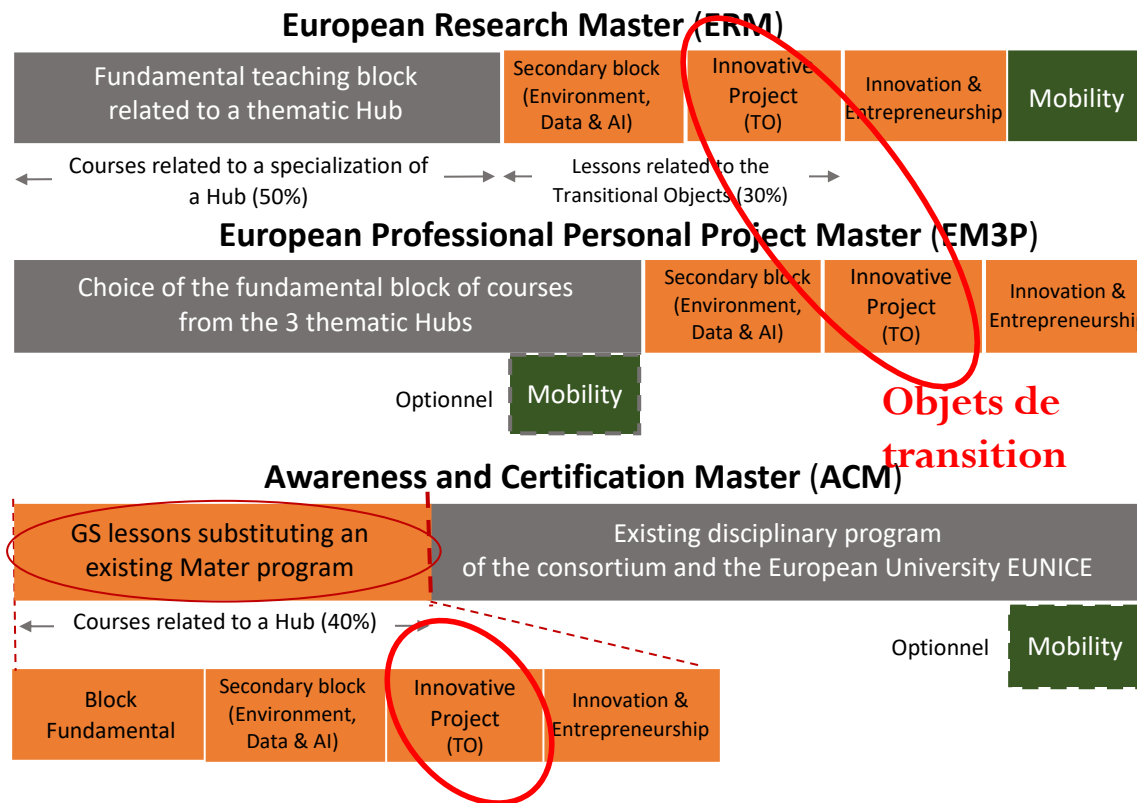 European Research Master (ERM)
Fundamental teaching block
related to a thematic Hub
Secondary block
(Environment,
Data & AI)
Innovative
Project
(TO)
Innovation &
Entrepreneurship
Mobility
Courses related to a specialization of
a Hub (50%)
Lessons related to the
Transitional Objects (30%)
European Professional Personal Project Master (EM3P)
Choice of the fundamental block of courses
from the 3 thematic Hubs
Secondary block
(Environment,
Data & AI)
Innovative
Project
(TO)
Innovation &
Entrepreneurship
Optionnel
Mobility
Objets de
transition
Awareness and Certification Master (ACM)
GS lessons substituting an
existing Mater program
Existing disciplinary program
of the consortium and the European University EUNICE
Courses related to a Hub (40%)
Optionnel
Mobility
Block
Fundamental
Secondary block
(Environment,
Data & AI)
Innovative
Project
(TO)
Innovation &
Entrepreneurship